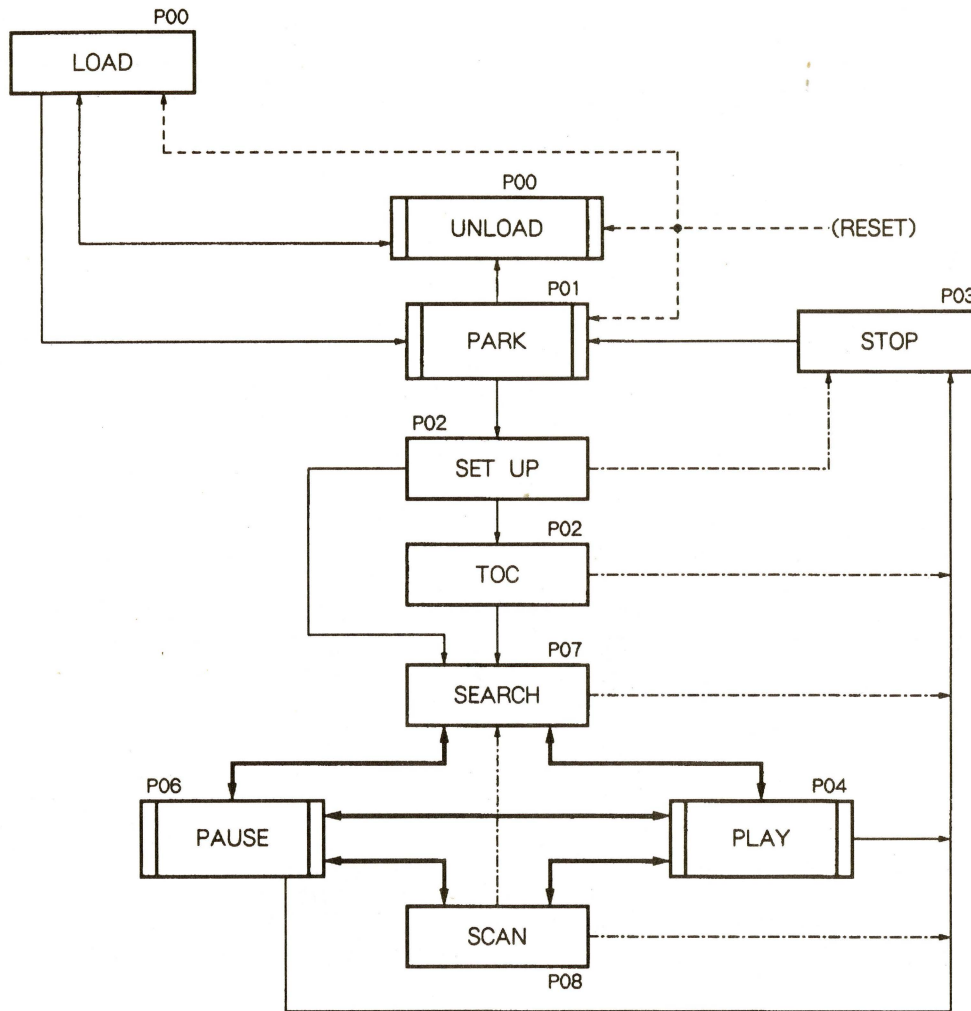 P00
LOAD
P00
UNLOAD
(RESET)
P01
PARK
P03
STOP
P02
SET UP
P02
TOC
P07
SEARCH
P06
PAUSE
P04
PLAY
SCAN
P08